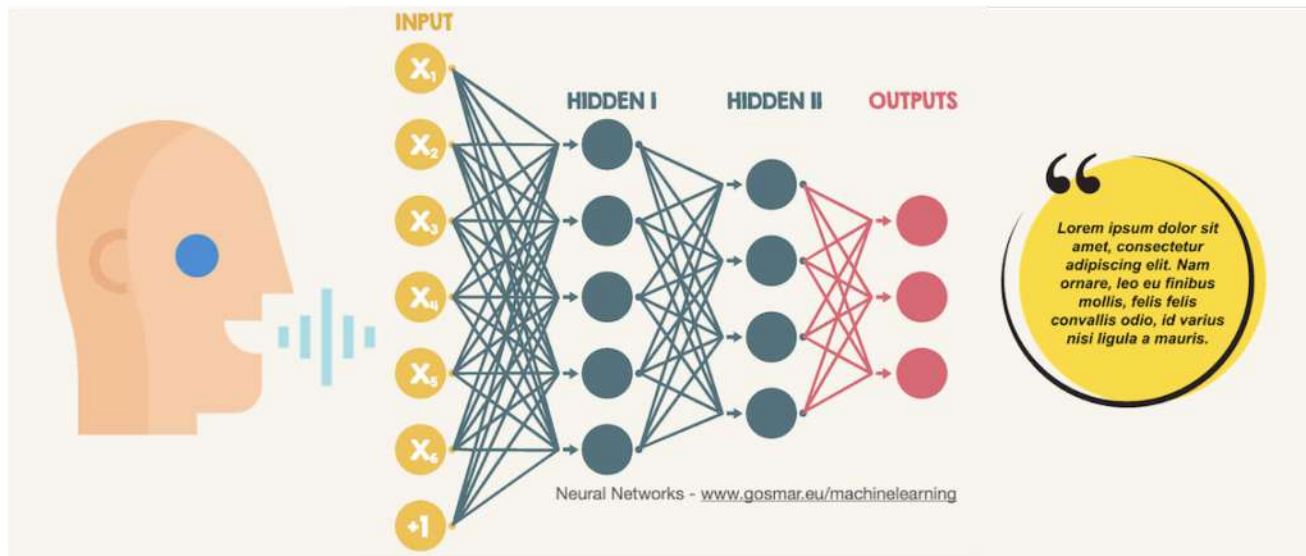 INPUT
X₁
X₂
X₃
X₄
X₅
X₆
+1
HIDDEN I
HIDDEN II
OUTPUTS
“
Lorem ipsum dolor sit
amet, consectetur
adipiscing elit. Nam
ornare, leo eu finibus
mollis, felis felis
convallis odio, id varius
nisi ligula a mauris.
Neural Networks - www.gosmar.eu/machinelearning